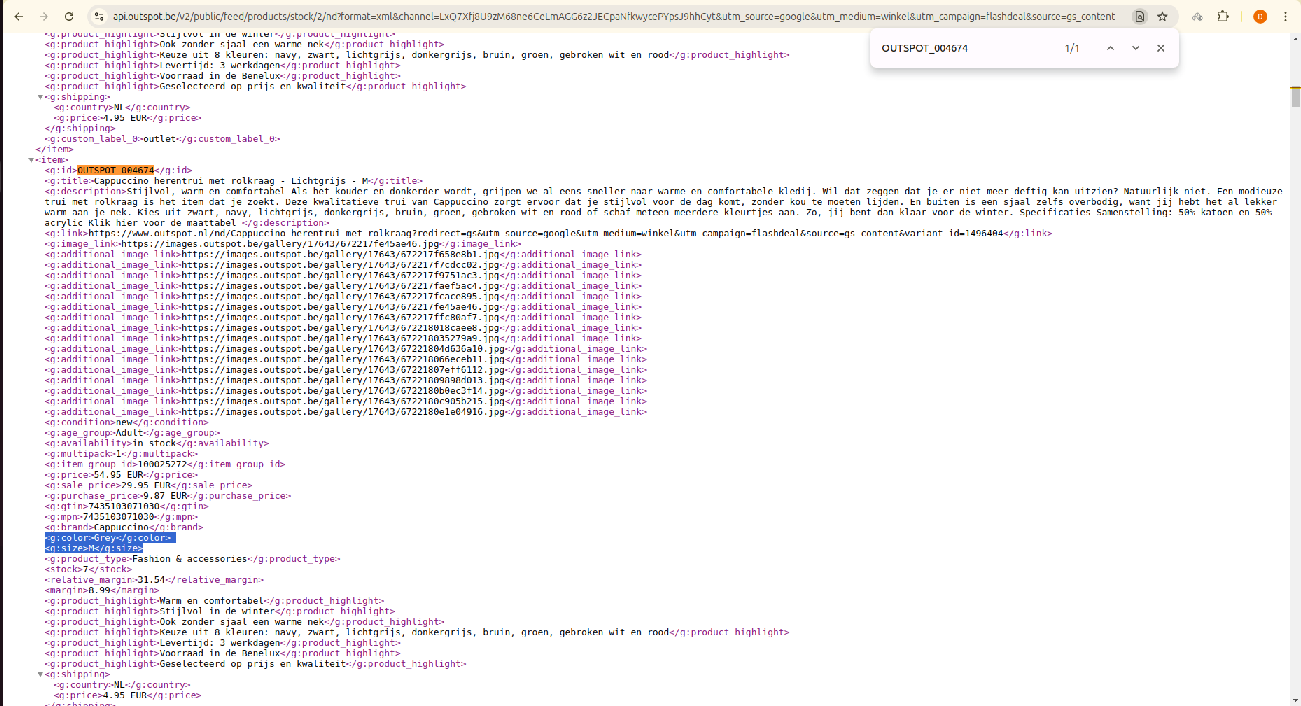 api.outspot.be/v2/public/feed/products/stock/2/nd?format=xml&channel=
&utm_source=google&utm_medium=winkel&utm_campaign=flashdeal&source=gs_content
OUTSPOT_004674 1/1
<g:product_highlight>Stijlvol in de winter</g:product_highlight>
<g:product_highlight>Ook zonder sjaal een warme nek</g:product_highlight>
<g:product_highlight>Keuze uit 8 kleuren: navy, zwart, lichtgrijs, donkergrijs, bruin, groen, gebroken wit en rood</g:product_highlight>
<g:product_highlight>Levertijd: 3 werkdagen</g:product_highlight>
<g:product_highlight>Voorraad in de Benelux</g:product_highlight>
<g:product_highlight>Geselecteerd op prijs en kwaliteit</g:product_highlight>
▼<g:shipping>
<g:country>NL</g:country>
<g:price>4.95 EUR</g:price>
</g:shipping>
<g:custom_label_0>outlet</g:custom_label_0>
</item>
▼<item>
<g:id>OUTSPOT_004674</g:id>
<g:title>Cappuccino herentrui met rolkraag - Lichtgrijs - M</g:title>
<g:description>Stijlvol, warm en comfortabel Als het kouder en donkerder wordt, grijpen we al eens sneller naar warme en comfortabele kledij. Wil dat zeggen dat je er niet meer deftig kan uitzien? Natuurlijk niet. Een modieuze
trui met rolkraag is het item dat je zoekt. Deze kwalitatieve trui van Cappuccino zorgt ervoor dat je stijlvol voor de dag komt, zonder kou te moeten lijden. En buiten is een sjaal zelfs overbodig, want jij hebt het al lekker
warm aan je nek. Kies uit zwart, navy, lichtgrijs, donkergrijs, bruin, groen, gebroken wit en rood of schaf meteen meerdere kleurtjes aan. Zo, jij bent dan klaar voor de winter. Specificaties Samenstelling: 50% katoen en 50%
acrylic Klik hier voor de maattabel </g:description>
<g:link>https://www.outspot.nl/nd/Cappuccino-herentrui-met-rolkraag?redirect=gs&utm_source=google&utm_medium=winkel&utm_campaign=flashdeal&source=gs_content&variant_id=1496404</g:link>
<g:image_link>https://images.outspot.be/gallery/17643/672217fe45ae46.jpg</g:image_link>
<g:additional_image_link>https://images.outspot.be/gallery/17643/672217f658e8b1.jpg</g:additional_image_link>
<g:additional_image_link>https://images.outspot.be/gallery/17643/672217f7cdcc02.jpg</g:additional_image_link>
<g:additional_image_link>https://images.outspot.be/gallery/17643/672217f9751ac3.jpg</g:additional_image_link>
<g:additional_image_link>https://images.outspot.be/gallery/17643/672217faef5ac4.jpg</g:additional_image_link>
<g:additional_image_link>https://images.outspot.be/gallery/17643/672217fcace895.jpg</g:additional_image_link>
<g:additional_image_link>https://images.outspot.be/gallery/17643/672217fe45ae46.jpg</g:additional_image_link>
<g:additional_image_link>https://images.outspot.be/gallery/17643/672217ffc80af7.jpg</g:additional_image_link>
<g:additional_image_link>https://images.outspot.be/gallery/17643/672218018caee8.jpg</g:additional_image_link>
<g:additional_image_link>https://images.outspot.be/gallery/17643/672218035279a9.jpg</g:additional_image_link>
<g:additional_image_link>https://images.outspot.be/gallery/17643/67221804d636a10.jpg</g:additional_image_link>
<g:additional_image_link>https://images.outspot.be/gallery/17643/672218066eceb11.jpg</g:additional_image_link>
<g:additional_image_link>https://images.outspot.be/gallery/17643/67221807eff6112.jpg</g:additional_image_link>
<g:additional_image_link>https://images.outspot.be/gallery/17643/67221809898d013.jpg</g:additional_image_link>
<g:additional_image_link>https://images.outspot.be/gallery/17643/6722180b0ec3f14.jpg</g:additional_image_link>
<g:additional_image_link>https://images.outspot.be/gallery/17643/6722180c905b215.jpg</g:additional_image_link>
<g:additional_image_link>https://images.outspot.be/gallery/17643/6722180e1e04916.jpg</g:additional_image_link>
<g:condition>new</g:condition>
<g:age_group>Adult</g:age_group>
<g:availability>in stock</g:availability>
<g:multipack>1</g:multipack>
<g:item_group_id>100025272</g:item_group_id>
<g:price>54.95 EUR</g:price>
<g:sale_price>29.95 EUR</g:sale_price>
<g:purchase_price>9.87 EUR</g:purchase_price>
<g:gtin>7435103071030</g:gtin>
<g:mpn>7435103071030</g:mpn>
<g:brand>Cappuccino</g:brand>
<g:color>Grey</g:color>
<g:size>M</g:size>
<g:product_type>Fashion & accessories</g:product_type>
<stock>7</stock>
<relative_margin>31.54</relative_margin>
<margin>8.99</margin>
<g:product_highlight>Warm en comfortabel</g:product_highlight>
<g:product_highlight>Stijlvol in de winter</g:product_highlight>
<g:product_highlight>Ook zonder sjaal een warme nek</g:product_highlight>
<g:product_highlight>Keuze uit 8 kleuren: navy, zwart, lichtgrijs, donkergrijs, bruin, groen, gebroken wit en rood</g:product_highlight>
<g:product_highlight>Levertijd: 3 werkdagen</g:product_highlight>
<g:product_highlight>Voorraad in de Benelux</g:product_highlight>
<g:product_highlight>Geselecteerd op prijs en kwaliteit</g:product_highlight>
▼<g:shipping>
<g:country>NL</g:country>
<g:price>4.95 EUR</g:price>
</g:shipping>